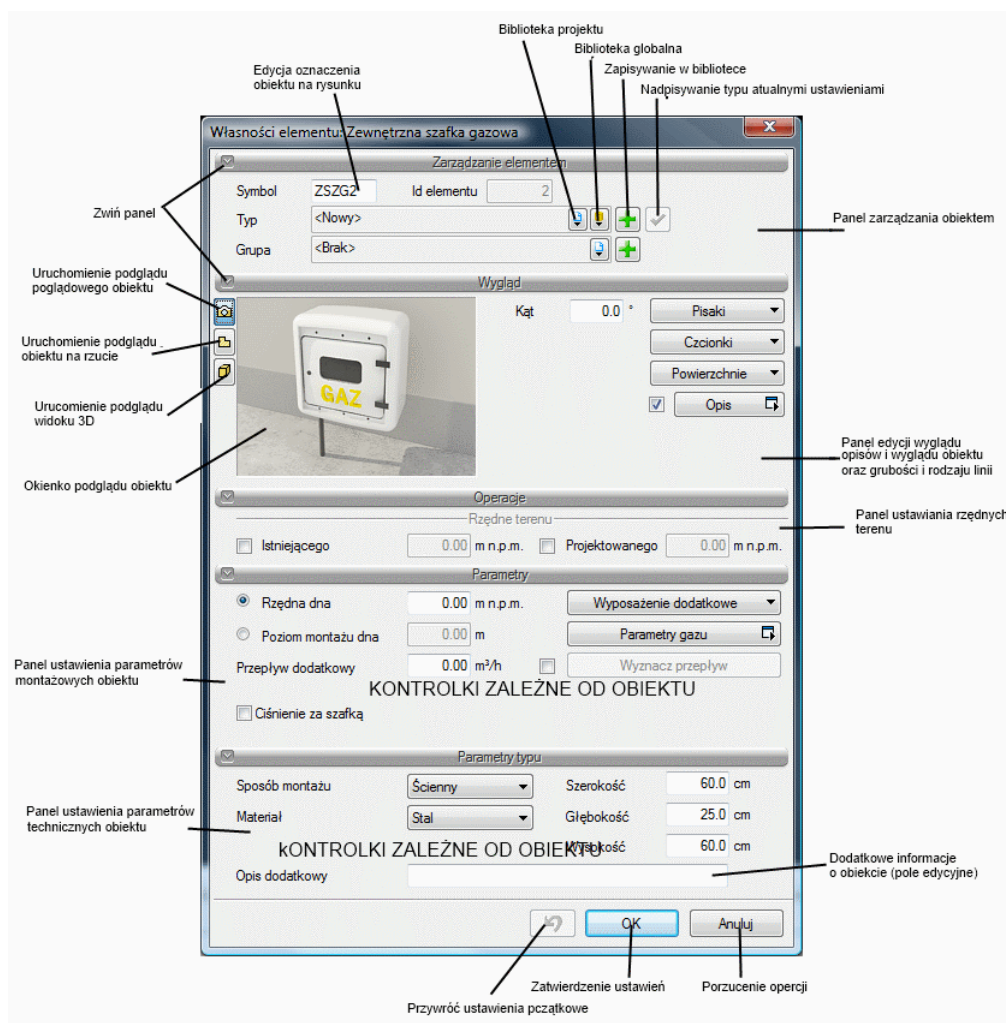 Biblioteka projektu
Biblioteka globalna
Edycja oznaczenia
obiektu na rysunku
Zapisywanie w bibliotece
Nadpisywanie typu atualnymi ustawieniami
Własności elementu: Zewnętrzna szafka gazowa
Zarządzanie elementem
Symbol ZSZG2 Id elementu 2
Zwiń panel
Typ <Nowy>
Panel zarządzania obiektem
Grupa <Brak>
Uruchomienie podglądu
poglądowego obiektu
Wygląd
Kąt 0.0 ° Pisaki
Uruchomienie podglądu
obiektu na rzucie
Czcionki
Powierzchnie
Urucomienie podglądu
widoku 3D
Opis
GAZ
Panel edycji wyglądu
opisów i wyglądu obiektu
oraz grubości i rodzaju linii
Okienko podglądu obiektu
Operacje
Rzędne terenu
Panel ustawiania rzędnych
terenu
Istniejącego 0.00 m n.p.m. Projektowanego 0.00 m n.p.m.
Parametry
Rzędna dna 0.00 m n.p.m. Wyposażenie dodatkowe
Poziom montażu dna 0.00 m Parametry gazu
Panel ustawienia parametrów
montażowych obiektu
Przepływ dodatkowy 0.00 m³/h Wyznacz przepływ
KONTROLKI ZALEŻNE OD OBIEKTU
Ciśnienie za szafką
Parametry typu
Sposób montażu Ścienny Szerokość 60.0 cm
Panel ustawienia parametrów
technicznych obiektu
Materiał Stal Głębokość 25.0 cm
kONTROLKI ZALEŻNE OD OBIEKTU
Wysokość 60.0 cm
Opis dodatkowy
Dodatkowe informacje
o obiekcie (pole edycyjne)
OK Anuluj
Zatwierdzenie ustawień
Porzucenie opercji
Przywróć ustawienia pczątkowe